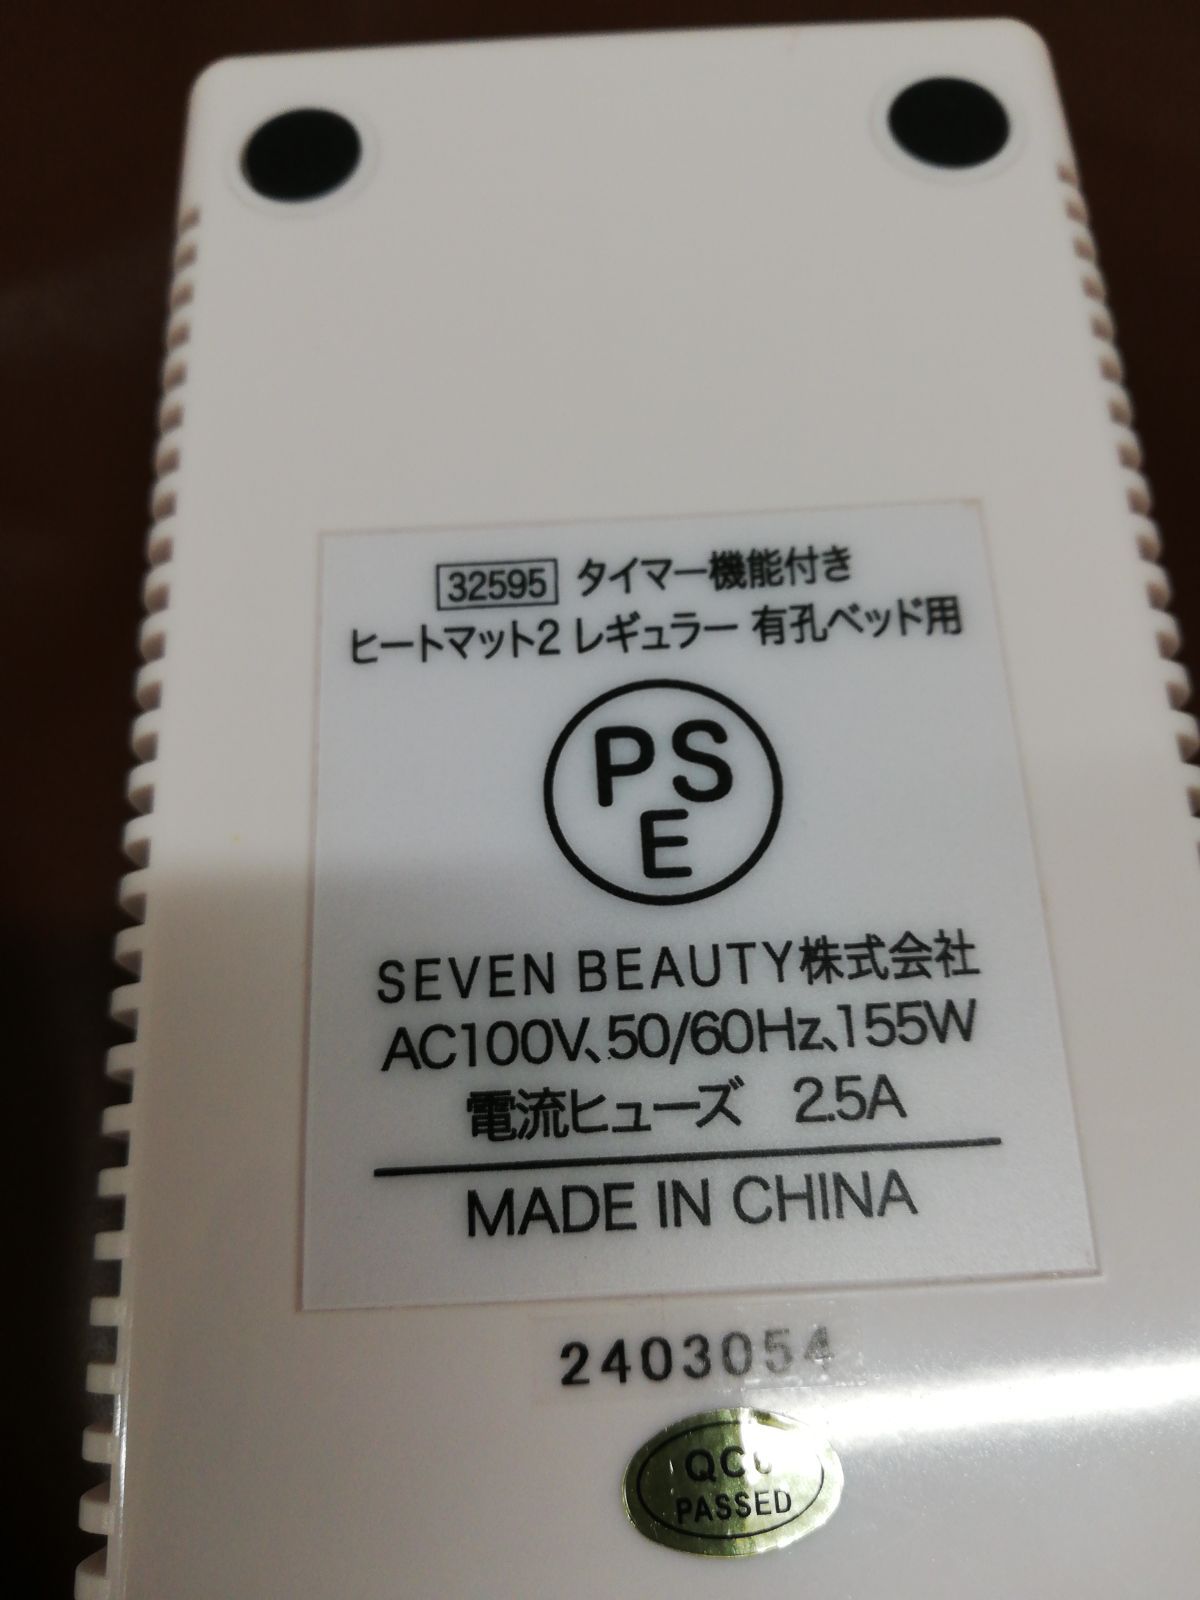 32595 タイマー機能付き
ヒートマット2 レギュラー 有孔ベッド用
PS
E
SEVEN BEAUTY株式会社
AC100V、50/60Hz、155W
電流ヒューズ 2.5A
MADE IN CHINA
2403054
PASSED